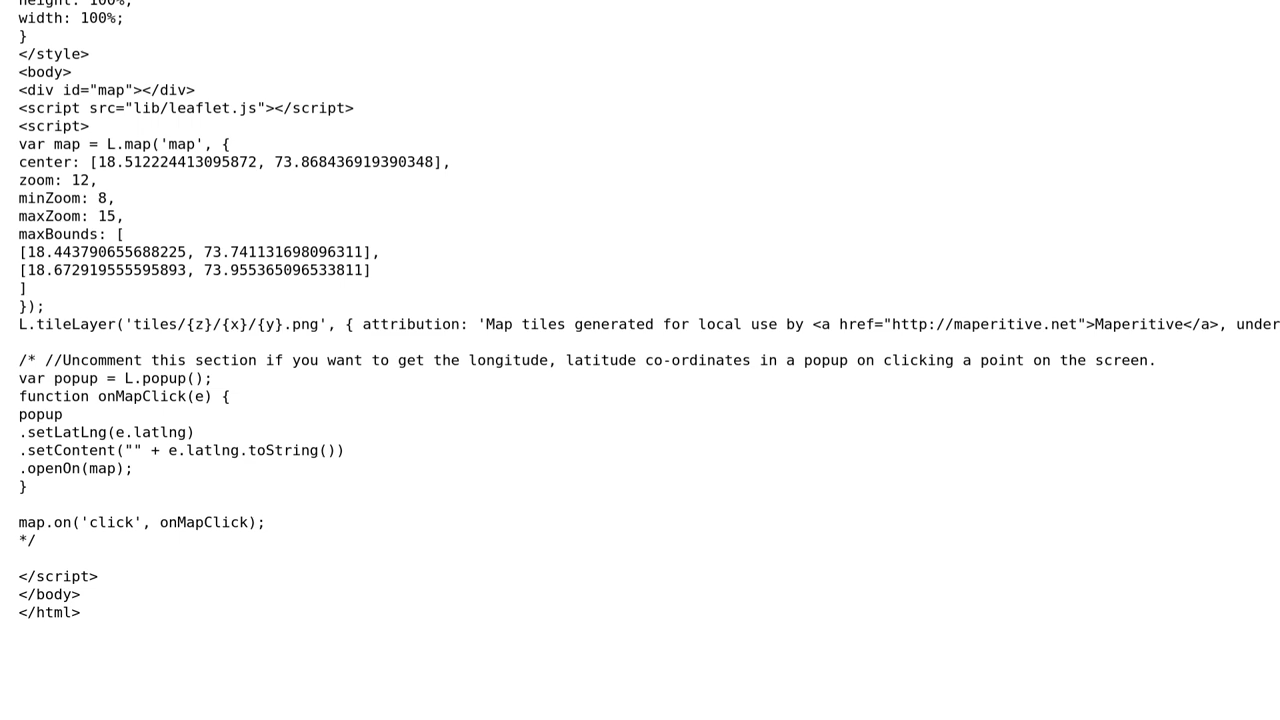 height: 100%;
width: 100%;
}
</style>
<body>
<div id="map"></div>
<script src="lib/leaflet.js"></script>
<script>
var map = L.map('map', {
center: [18.512224413095872, 73.868436919390348],
zoom: 12,
minZoom: 8,
maxZoom: 15,
maxBounds: [
[18.443790655688225, 73.741131698096311],
[18.672919555595893, 73.955365096533811]
]
});
L.tileLayer('tiles/{z}/{x}/{y}.png', { attribution: 'Map tiles generated for local use by <a href="http://maperitive.net">Maperitive</a>, under
/* //Uncomment this section if you want to get the longitude, latitude co-ordinates in a popup on clicking a point on the screen.
var popup = L.popup();
function onMapClick(e) {
popup
.setLatLng(e.latlng)
.setContent("" + e.latlng.toString())
.openOn(map);
}
map.on('click', onMapClick);
*/
</script>
</body>
</html>